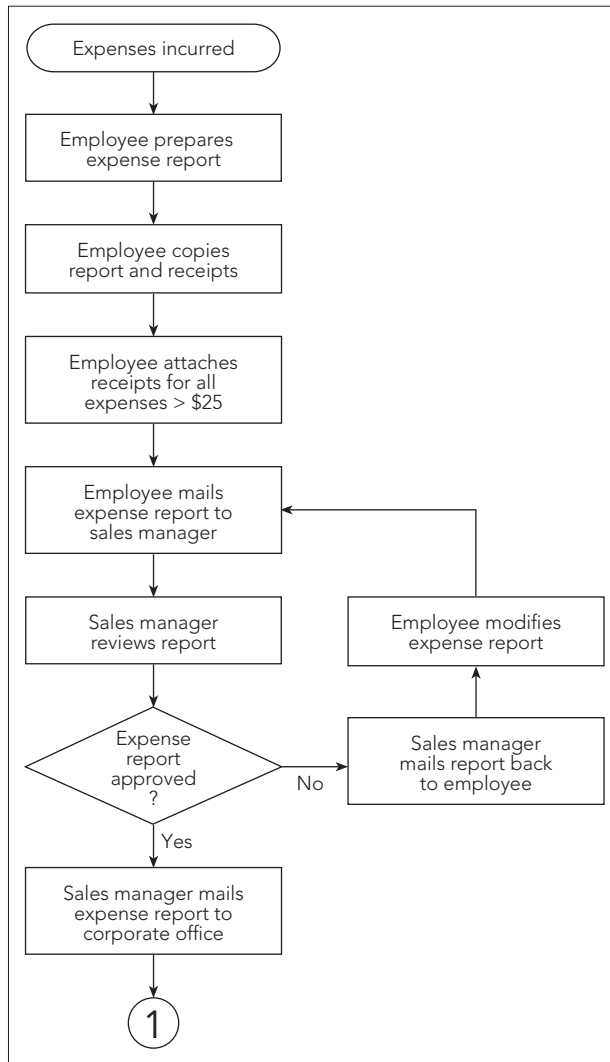 Expenses incurred
Employee prepares
expense report
Employee copies
report and receipts
Employee attaches
receipts for all
expenses > $25
Employee mails
expense report to
sales manager
Sales manager
reviews report
Employee modifies
expense report
Expense
report
approved
?
No
Sales manager
mails report back
to employee
Yes
Sales manager mails
expense report to
corporate office
1